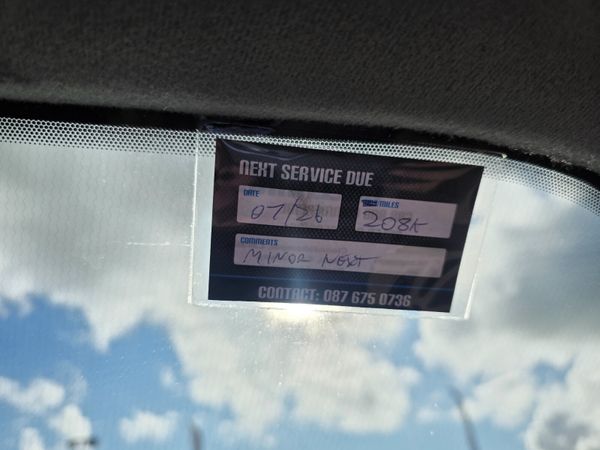 NEXT SERVICE DUE
DATE
07/26
MILES
208K
COMMENTS
MINOR NEXT
CONTACT: 087 675 0736